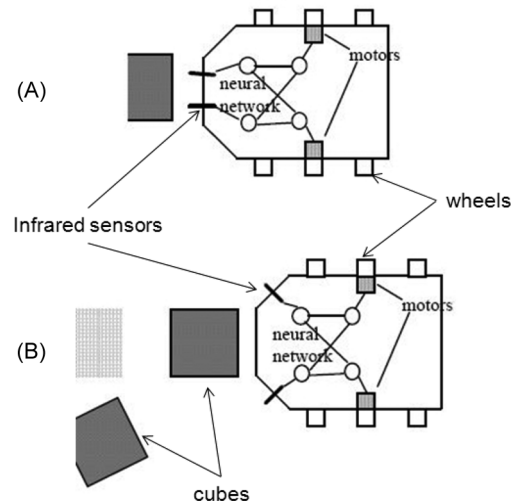 (A)
neural
network
motors
Infrared sensors
wheels
(B)
neural
network
motors
cubes